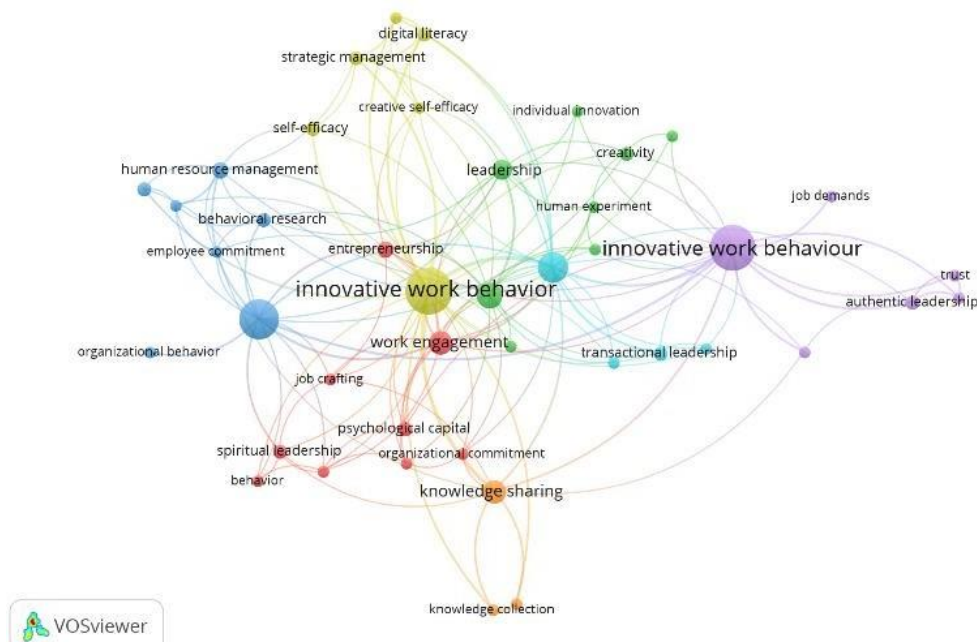 digital literacy
strategic management
creative self-efficacy
individual innovation
self-efficacy
creativity
human resource management
leadership
job demands
human experiment
behavioral research
entrepreneurship
innovative work behaviour
employee commitment
trust
innovative work behavior
authentic leadership
work engagement
organizational behavior
transactional leadership
job crafting
psychological capital
spiritual leadership
organizational commitment
behavior
knowledge sharing
knowledge collection
VOSviewer